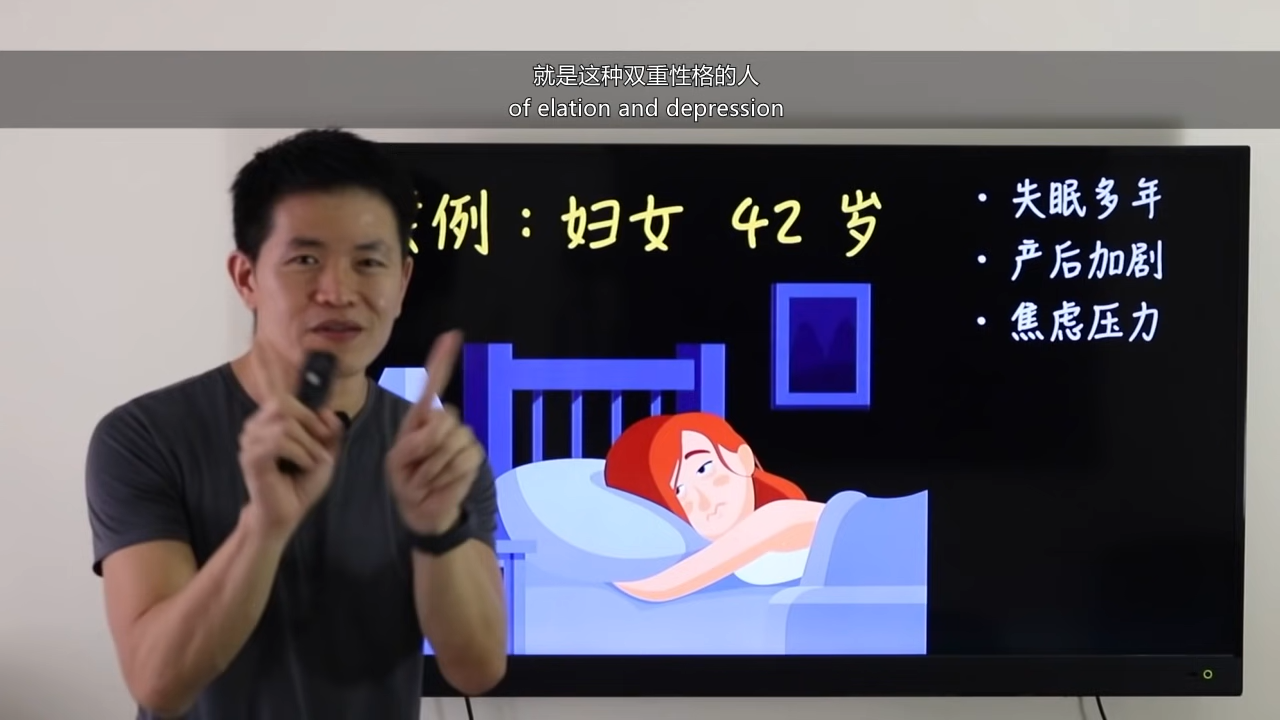 就是这种双重性格的人
of elation and depression
例：妇女 42 岁
· 失眠多年
· 产后加剧
· 焦虑压力